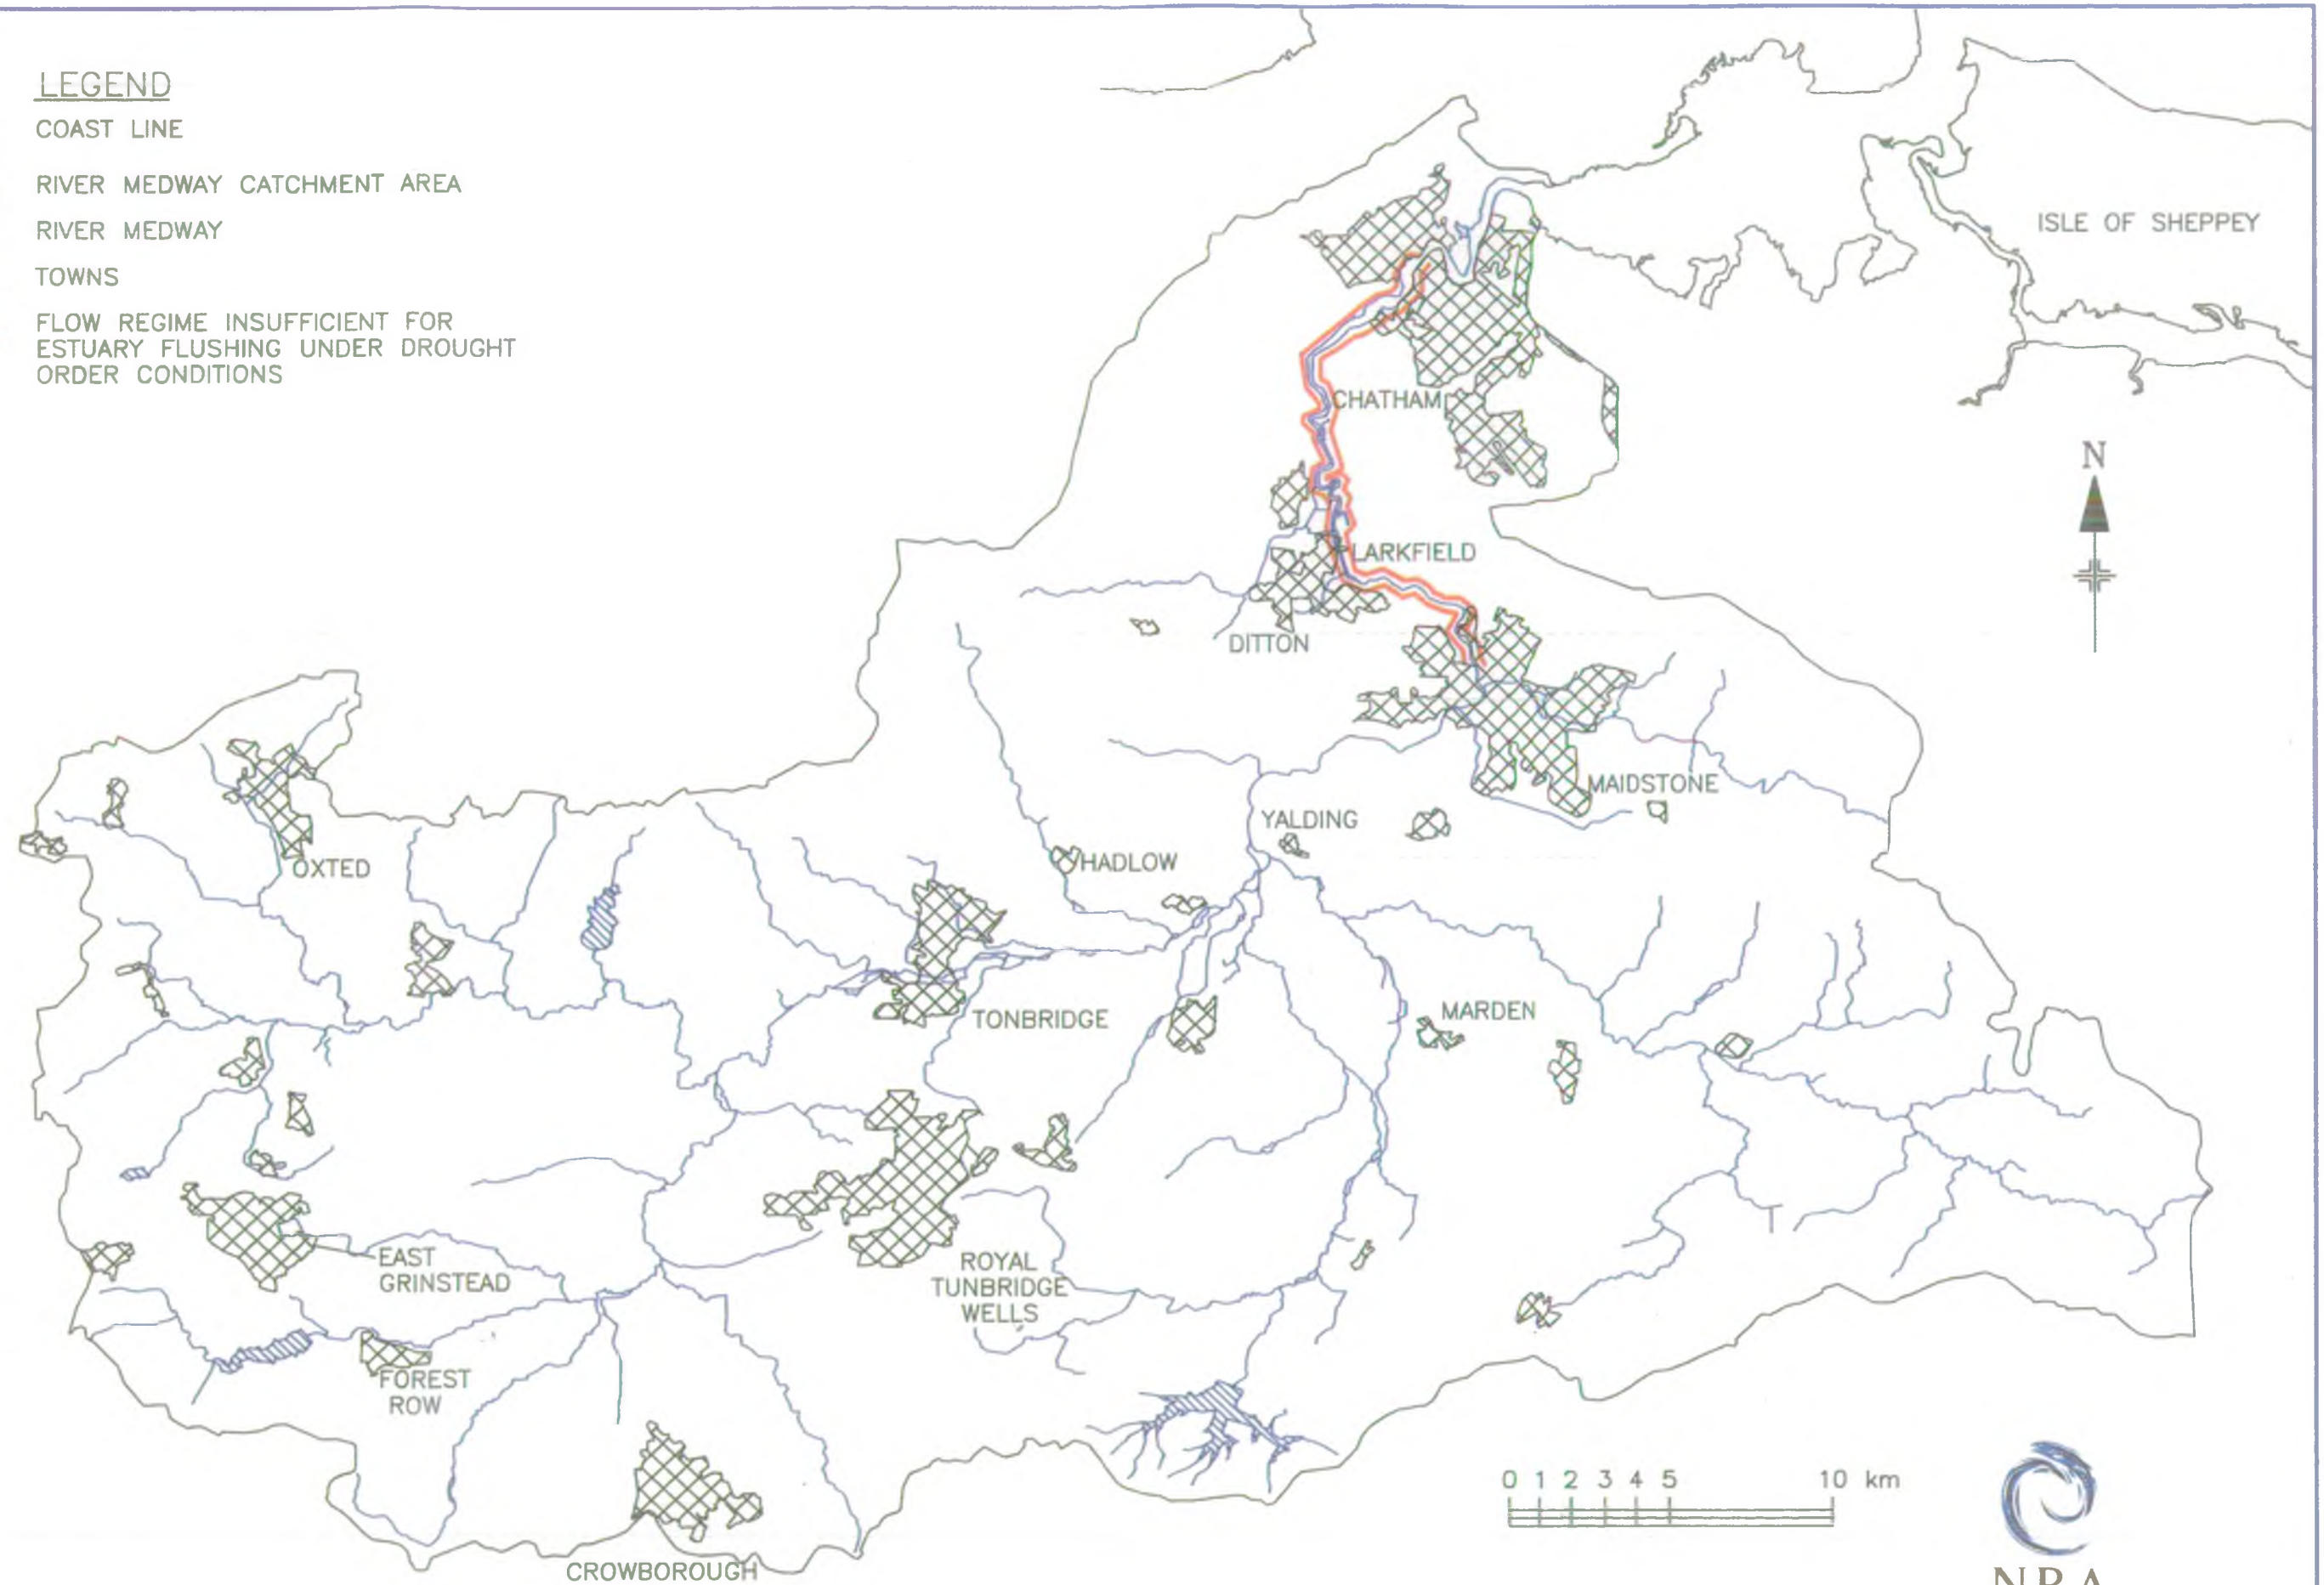 LEGEND
COAST LINE
RIVER MEDWAY CATCHMENT AREA
RIVER MEDWAY
TOWNS
FLOW REGIME INSUFFICIENT FOR
ESTUARY FLUSHING UNDER DROUGHT
ORDER CONDITIONS
ISLE OF SHEPPEY
CHATHAM
N
LARKFIELD
DITTON
MAIDSTONE
YALDING
OXTED
HADLOW
TONBRIDGE
MARDEN
EAST
GRINSTEAD
ROYAL
TUNBRIDGE
WELLS
FOREST
ROW
0 1 2 3 4 5 10 km
CROWBOROUGH
NRA